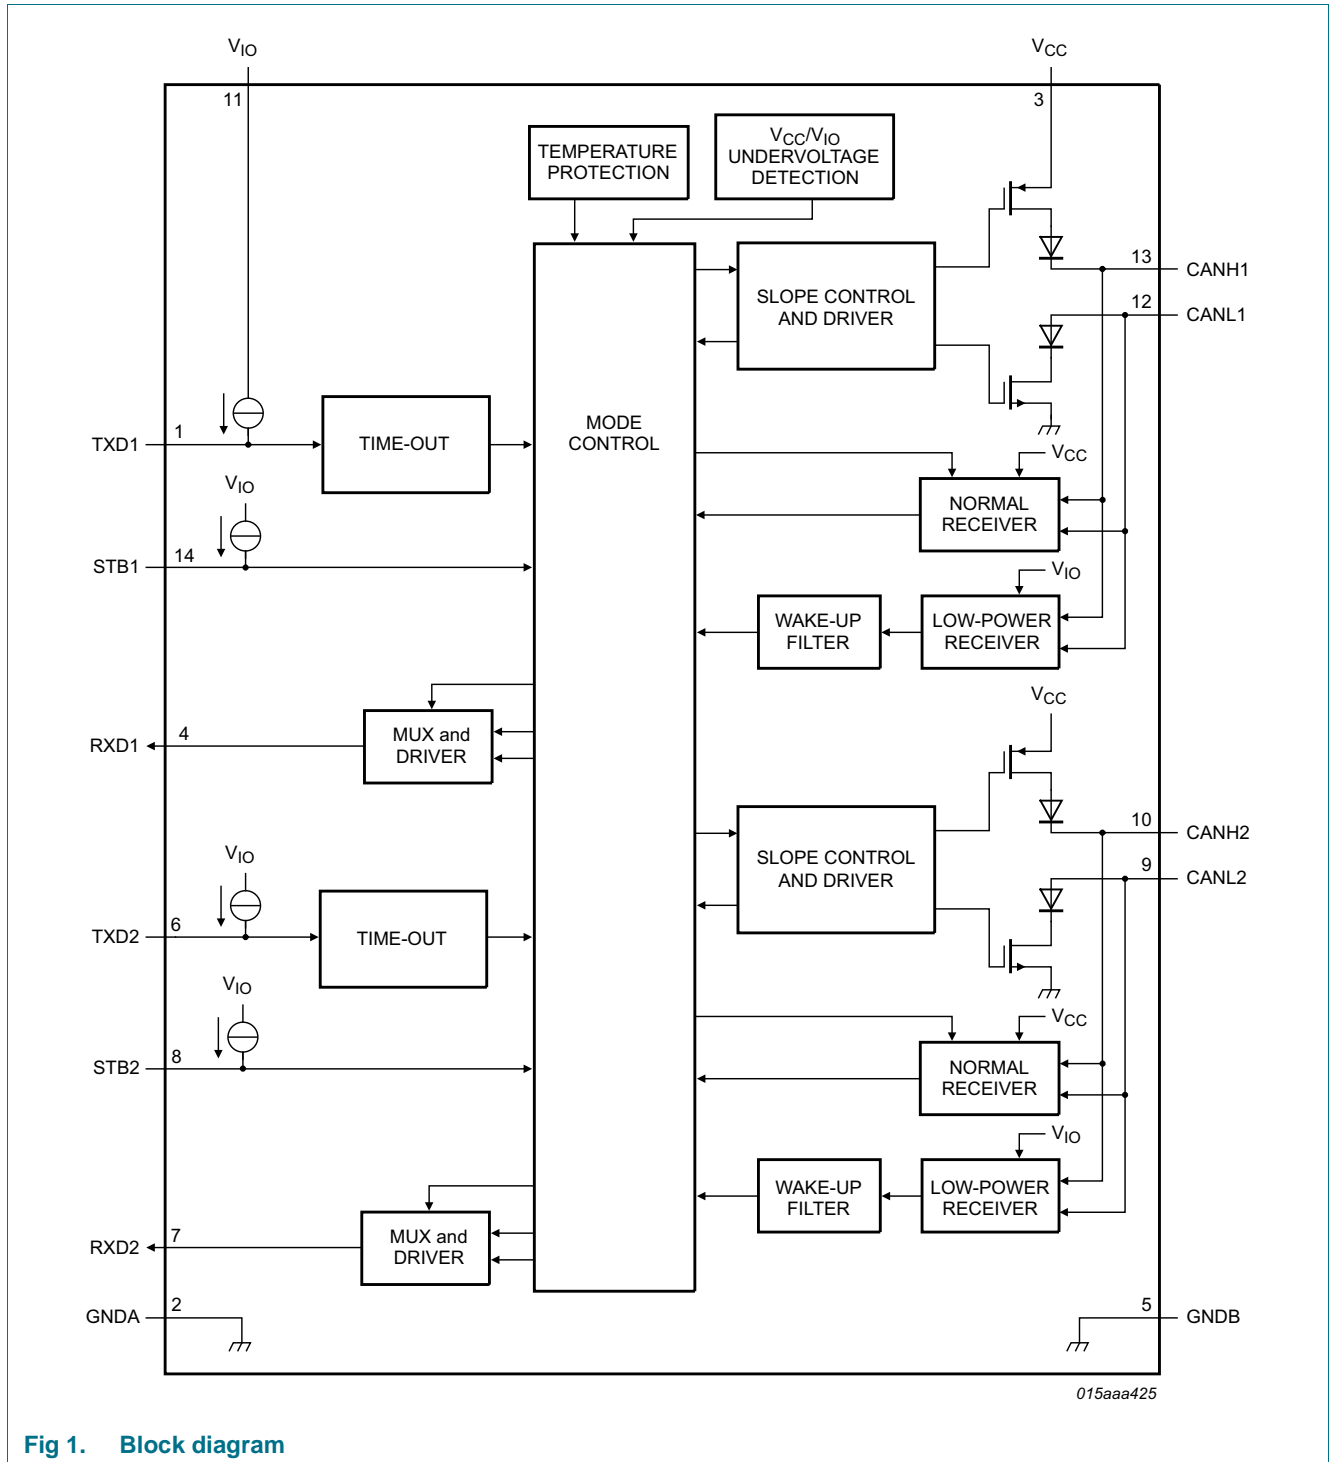 VIO
VCC
11
3
TEMPERATURE
PROTECTION
VCC/VIO
UNDERVOLTAGE
DETECTION
SLOPE CONTROL
AND DRIVER
13
CANH1
12
CANL1
MODE
CONTROL
TXD1
1
TIME-OUT
VCC
VIO
NORMAL
RECEIVER
STB1
14
VIO
WAKE-UP
FILTER
LOW-POWER
RECEIVER
VCC
RXD1
4
MUX and
DRIVER
SLOPE CONTROL
AND DRIVER
10
CANH2
9
CANL2
VIO
TXD2
6
TIME-OUT
VIO
VCC
STB2
8
NORMAL
RECEIVER
VIO
WAKE-UP
FILTER
LOW-POWER
RECEIVER
RXD2
7
MUX and
DRIVER
GNDA
2
5
GNDB
015aaa425
Fig 1. Block diagram